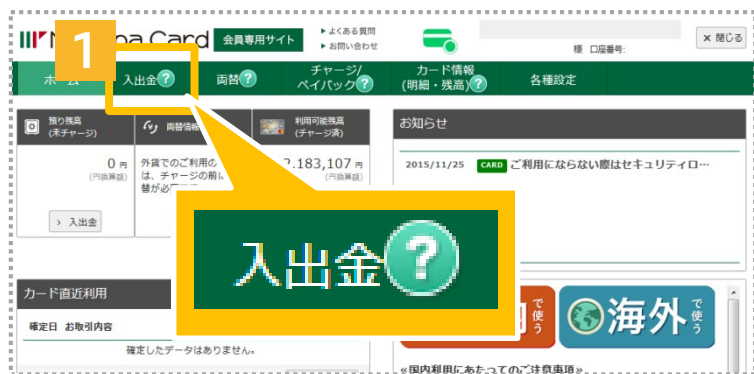 Card 会員専用サイト
▶ よくある質問
▶ お問い合わせ
様 口座番号:
× 閉じる
1
ホーム 入出金? 両替? チャージ/ペイバック? カード情報(明細・残高)? 各種設定
預り残高
(未チャージ)
両替情報
利用可能残高
(チャージ済)
お知らせ
0 円
(円換算額)
外貨でのご利用の
は、チャージの前に
替が必
2,183,107 円
(円換算額)
2015/11/25 CARD ご利用にならない際はセキュリティロ…
> 入出金
入出金?
カード直近利用
確定日 お取引内容
確定したデータはありません。
で使う
海外で使う
≪国内利用にあたってのご注意事項≫